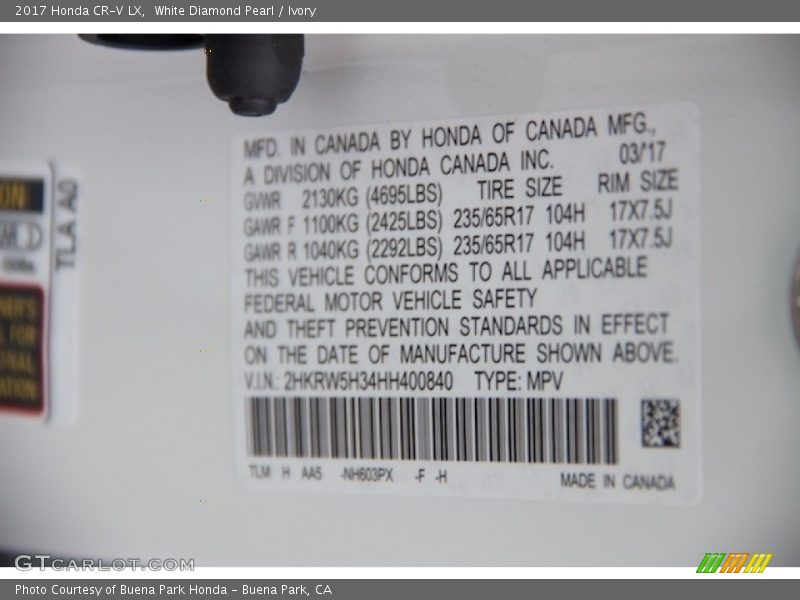 2017 Honda CR-V LX,  White Diamond Pearl / Ivory
MFD. IN CANADA BY HONDA OF CANADA MFG.,
A DIVISION OF HONDA CANADA INC. 03/17
GVWR 2130KG (4695LBS) TIRE SIZE RIM SIZE
GAWR F 1100KG (2425LBS) 235/65R17 104H 17X7.5J
GAWR R 1040KG (2292LBS) 235/65R17 104H 17X7.5J
THIS VEHICLE CONFORMS TO ALL APPLICABLE
FEDERAL MOTOR VEHICLE SAFETY
AND THEFT PREVENTION STANDARDS IN EFFECT
ON THE DATE OF MANUFACTURE SHOWN ABOVE.
V.I.N.: 2HKRW5H34HH400840 TYPE: MPV
TLM H AA5 -NH603PX -F -H
MADE IN CANADA
TLA A0
ON
GTCARLOT.COM
Photo Courtesy of Buena Park Honda - Buena Park, CA